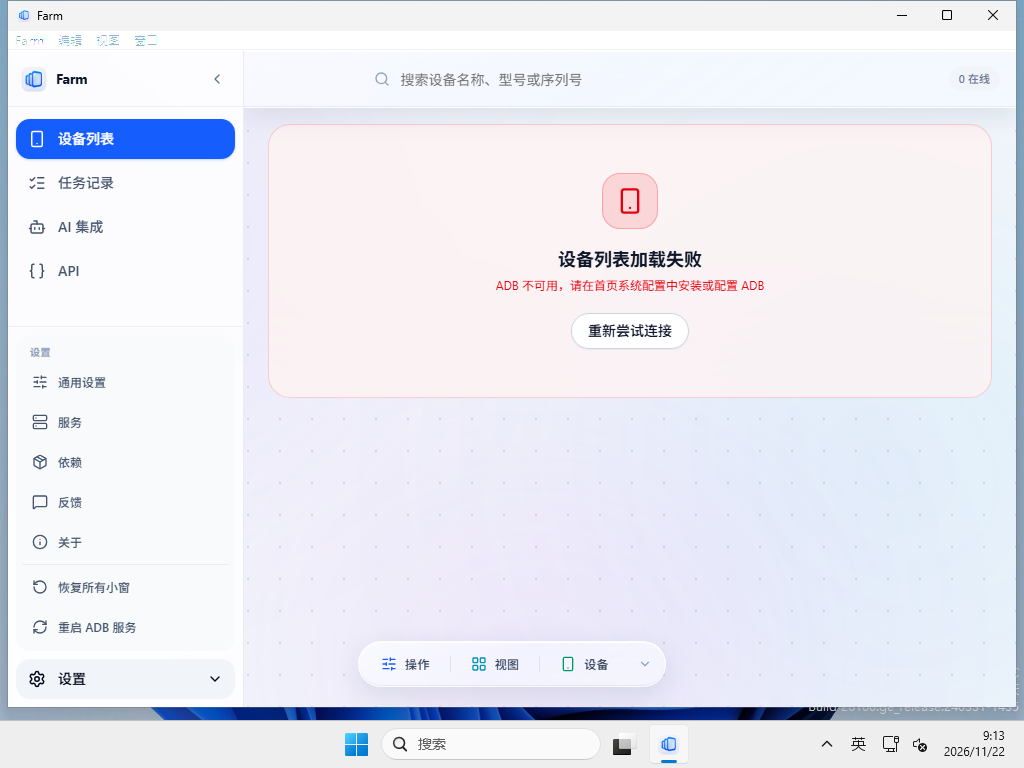 Farm
Farm 编辑 视图 窗口
Farm
搜索设备名称、型号或序列号
0 在线
设备列表
任务记录
AI 集成
API
设备列表加载失败
ADB 不可用，请在首页系统配置中安装或配置 ADB
重新尝试连接
设置
通用设置
服务
依赖
反馈
关于
恢复所有小窗
重启 ADB 服务
设置
操作
视图
设备
搜索
英
9:13
2026/11/22